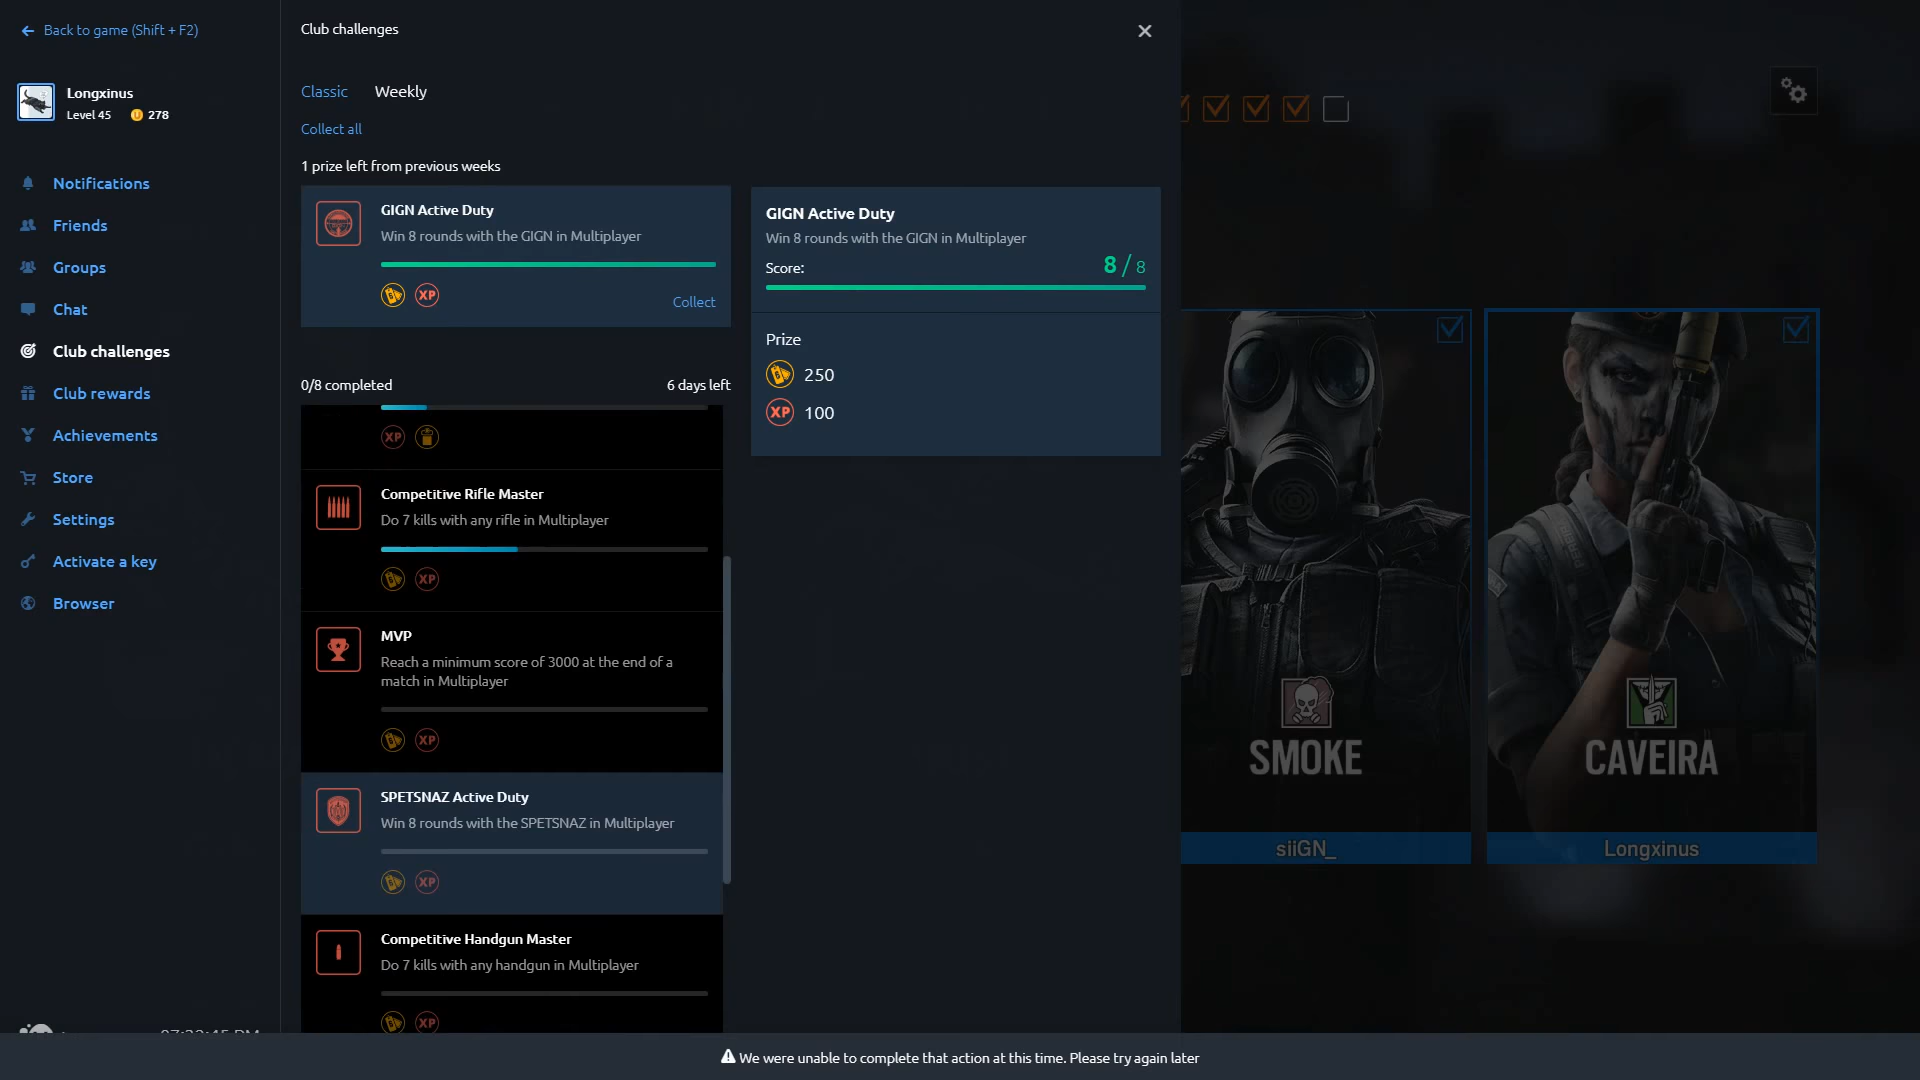 Back to game (Shift + F2)
Longxinus
Level 45 278
Notifications
Friends
Groups
Chat
Club challenges
Club rewards
Achievements
Store
Settings
Activate a key
Browser
Club challenges
Classic Weekly
Collect all
1 prize left from previous weeks
GIGN Active Duty
Win 8 rounds with the GIGN in Multiplayer
XP
Collect
GIGN Active Duty
Win 8 rounds with the GIGN in Multiplayer
Score: 8 / 8
Prize
250
XP 100
0/8 completed 6 days left
XP
Competitive Rifle Master
Do 7 kills with any rifle in Multiplayer
XP
MVP
Reach a minimum score of 3000 at the end of a
match in Multiplayer
XP
SPETSNAZ Active Duty
Win 8 rounds with the SPETSNAZ in Multiplayer
XP
Competitive Handgun Master
Do 7 kills with any handgun in Multiplayer
XP
SMOKE
siiGN_
CAVEIRA
Longxinus
We were unable to complete that action at this time. Please try again later